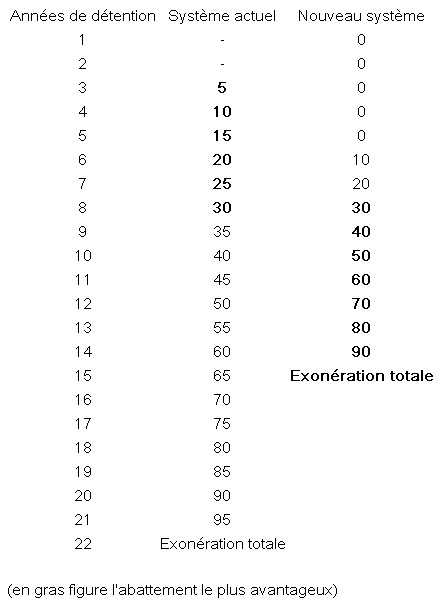 Années de détention Système actuel Nouveau système
1 - 0
2 - 0
3 5 0
4 10 0
5 15 0
6 20 10
7 25 20
8 30 30
9 35 40
10 40 50
11 45 60
12 50 70
13 55 80
14 60 90
15 65 Exonération totale
16 70
17 75
18 80
19 85
20 90
21 95
22 Exonération totale
(en gras figure l'abattement le plus avantageux)